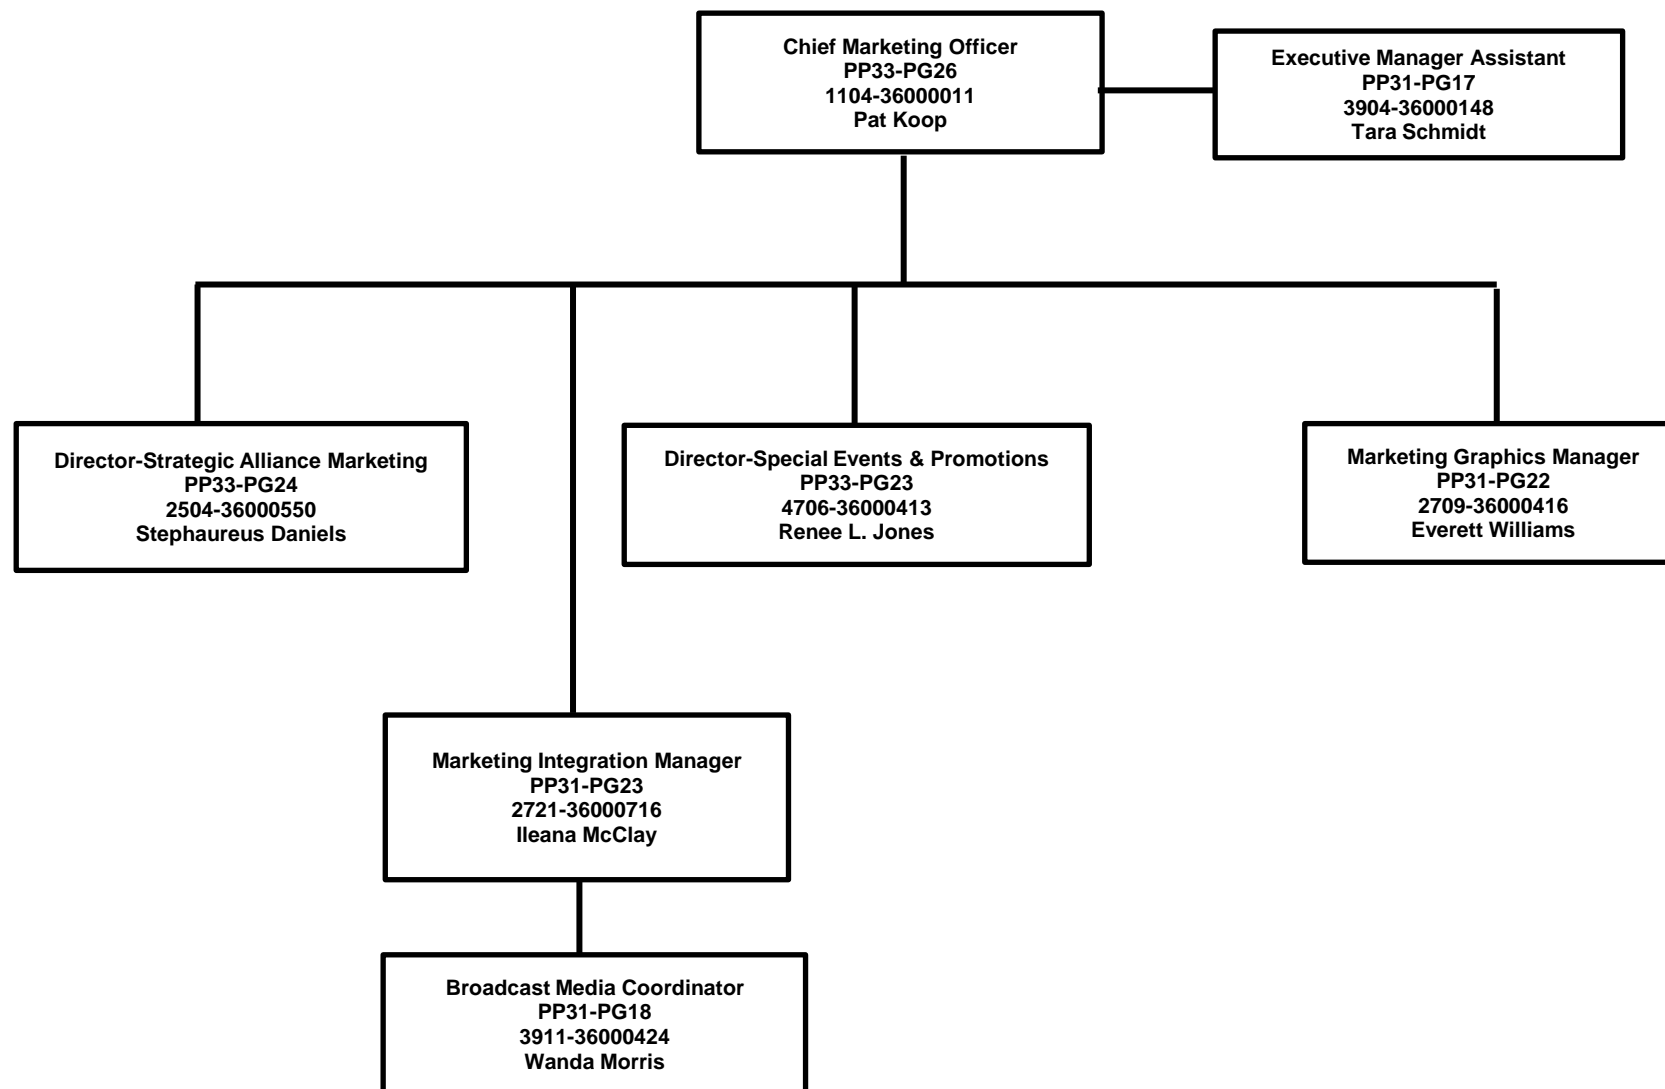 Chief Marketing Officer
PP33-PG26
1104-36000011
Pat Koop
Executive Manager Assistant
PP31-PG17
3904-36000148
Tara Schmidt
Director-Strategic Alliance Marketing
PP33-PG24
2504-36000550
Stephaureus Daniels
Director-Special Events & Promotions
PP33-PG23
4706-36000413
Renee L. Jones
Marketing Graphics Manager
PP31-PG22
2709-36000416
Everett Williams
Marketing Integration Manager
PP31-PG23
2721-36000716
Ileana McClay
Broadcast Media Coordinator
PP31-PG18
3911-36000424
Wanda Morris